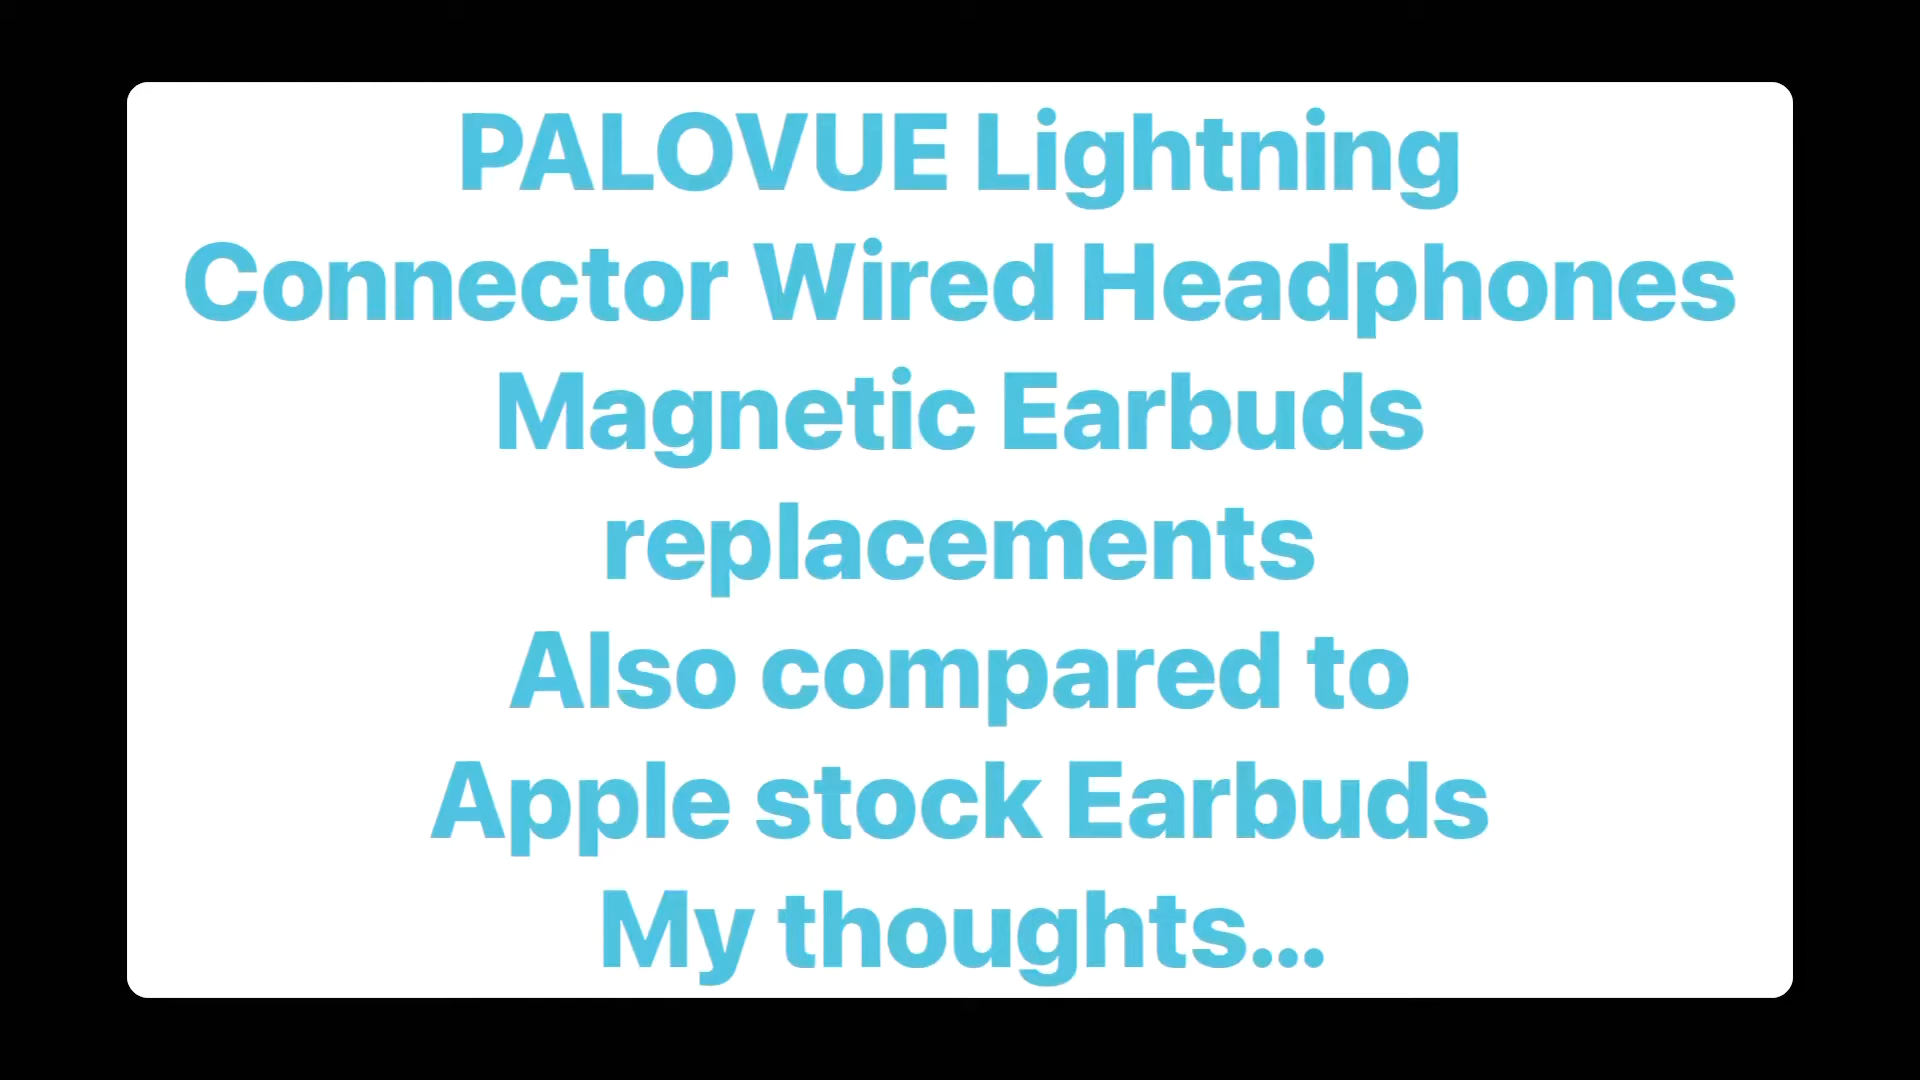 PALOVUE Lightning
Connector Wired Headphones
Magnetic Earbuds
replacements
Also compared to
Apple stock Earbuds
My thoughts...